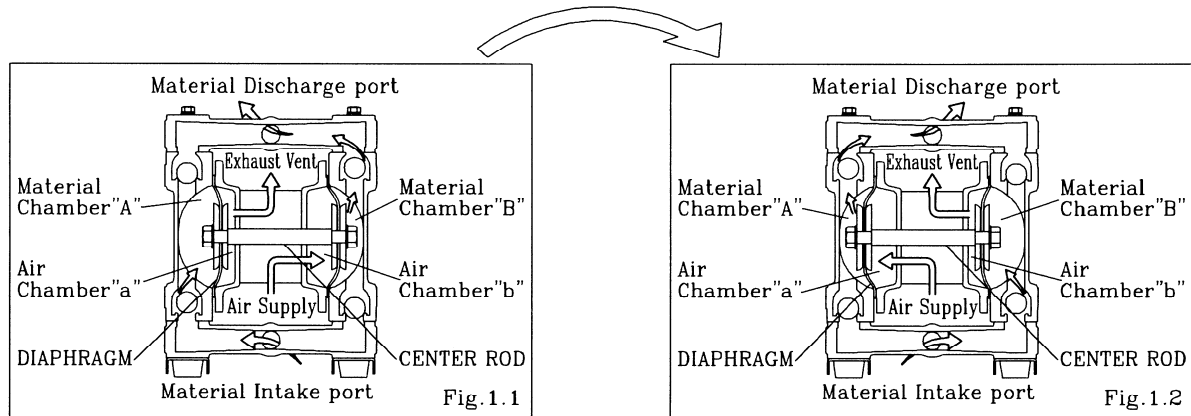 Material Discharge port
Exhaust Vent
Material
Chamber"A"
Material
Chamber"B"
Air
Chamber"a"
Air
Chamber"b"
Air Supply
DIAPHRAGM
CENTER ROD
Material Intake port
Fig.1.1
Material Discharge port
Exhaust Vent
Material
Chamber"A"
Material
Chamber"B"
Air
Chamber"a"
Air
Chamber"b"
Air Supply
DIAPHRAGM
CENTER ROD
Material Intake port
Fig.1.2